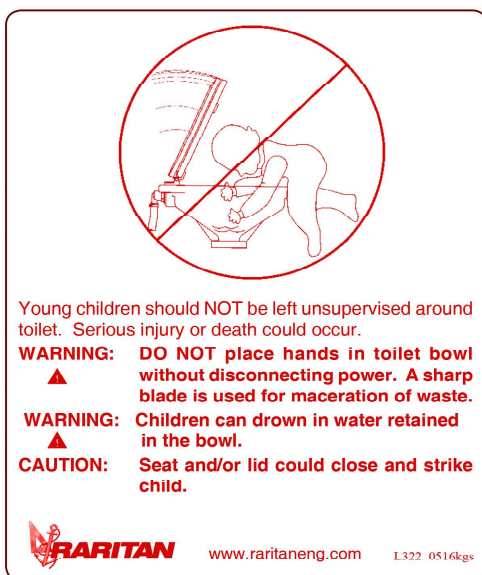 Young children should NOT be left unsupervised around
toilet. Serious injury or death could occur.
WARNING: DO NOT place hands in toilet bowl
without disconnecting power. A sharp
blade is used for maceration of waste.
WARNING: Children can drown in water retained
in the bowl.
CAUTION: Seat and/or lid could close and strike
child.
RARITAN www.raritaneng.com L322 0516kgs